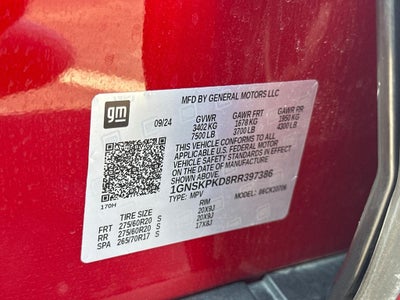 gm
MFD BY GENERAL MOTORS LLC
09/24 GVWR GAWR FRT GAWR RR
3402 KG 1678 KG 1950 KG
7500 LB 3700 LB 4300 LB
THIS VEHICLE CONFORMS TO ALL
APPLICABLE U.S. FEDERAL MOTOR
VEHICLE SAFETY STANDARDS IN EFFECT ON THE
DATE OF MANUFACTURE SHOWN ABOVE.
1GNSKPKD8RR397386
TYPE: MPV MODEL:
170H
TIRE SIZE RIM
FRT 275/60R20 S 20X9J
RR 275/60R20 S 20X9J
SPA 265/70R17 S 17X8J